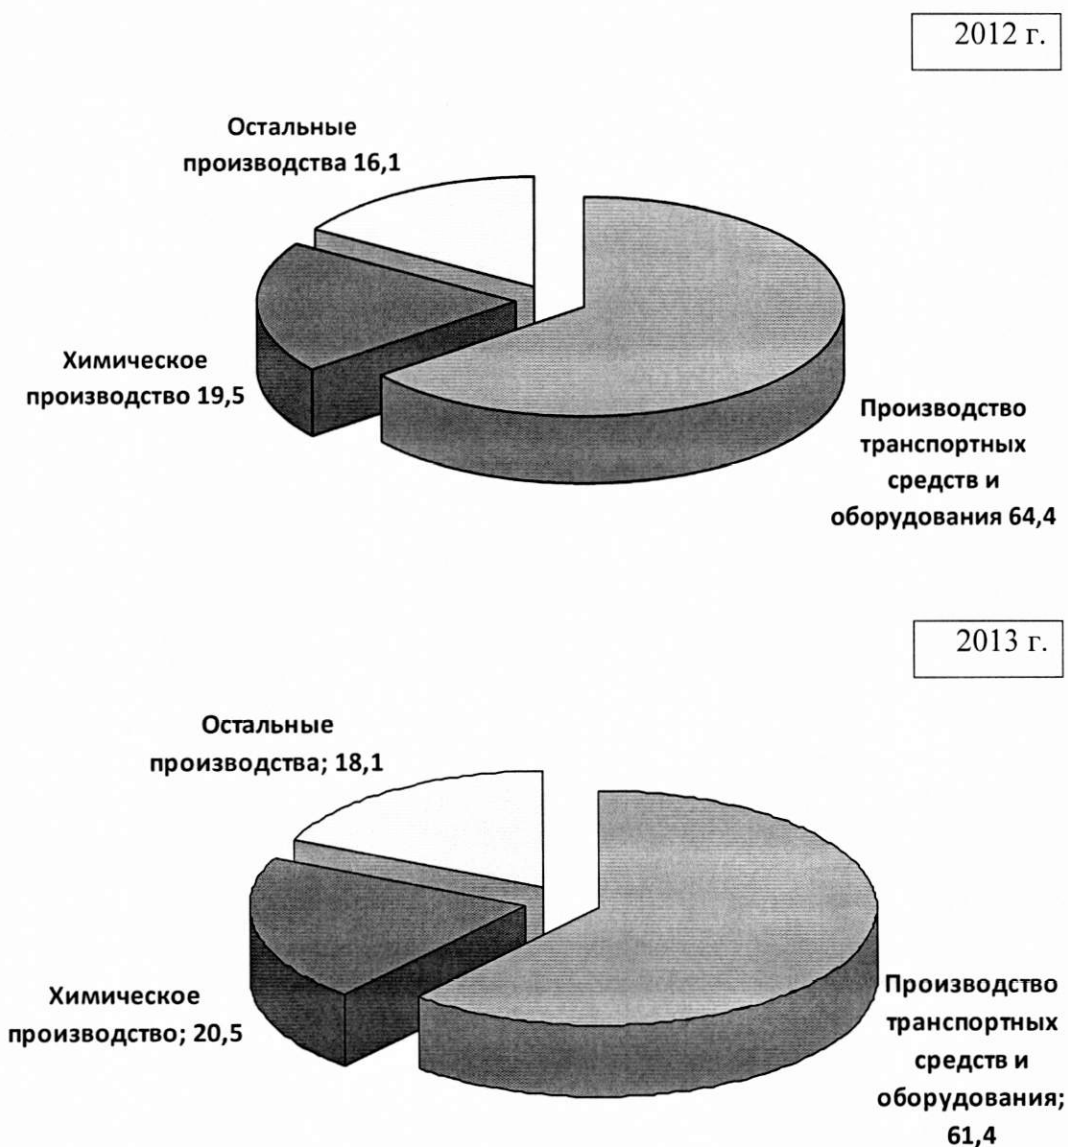 2012 г.
Остальные
производства 16,1
Химическое
производство 19,5
Производство
транспортных
средств и
оборудования 64,4
2013 г.
Остальные
производства; 18,1
Химическое
производство; 20,5
Производство
транспортных
средств и
оборудования;
61,4